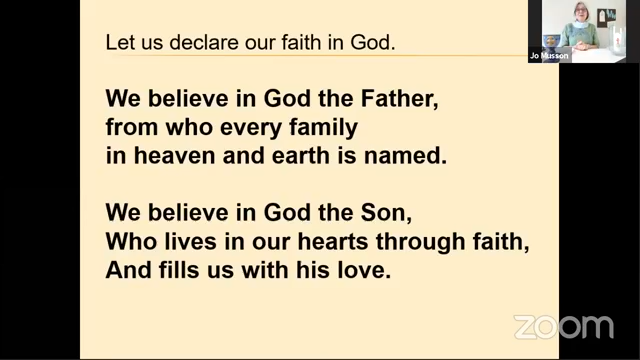 Let us declare our faith in God.
We believe in God the Father,
from who every family
in heaven and earth is named.
We believe in God the Son,
Who lives in our hearts through faith,
And fills us with his love.
Jo Musson
zoom